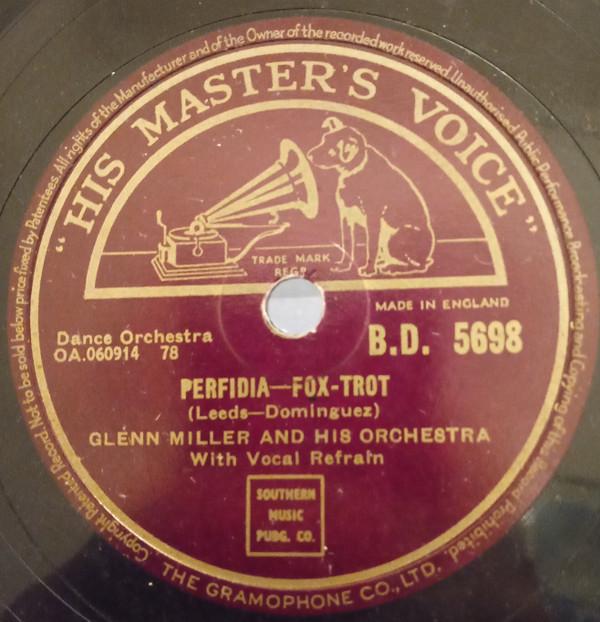 Copyright. Patented Record. Not to be sold below price fixed by Patentees. All rights of the Manufacturer and of the Owner of the recorded work reserved. Unauthorised Public Performance Broadcasting and Copying of this Record Prohibited.
"HIS MASTER'S VOICE"
TRADE MARK
REGD
MADE IN ENGLAND
Dance Orchestra
B.D. 5698
OA.060914 78
PERFIDIA—FOX-TROT
(Leeds—Dominguez)
GLENN MILLER AND HIS ORCHESTRA
With Vocal Refrain
SOUTHERN
MUSIC
PUBG. CO.
THE GRAMOPHONE CO., LTD.